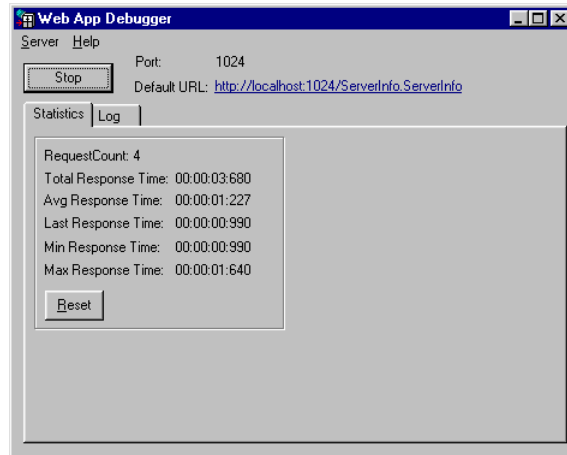 Web App Debugger
Server Help
Port: 1024
Stop
Default URL: http://localhost:1024/ServerInfo.ServerInfo
Statistics Log
RequestCount: 4
Total Response Time: 00:00:03:680
Avg Response Time: 00:00:01:227
Last Response Time: 00:00:00:990
Min Response Time: 00:00:00:990
Max Response Time: 00:00:01:640
Reset